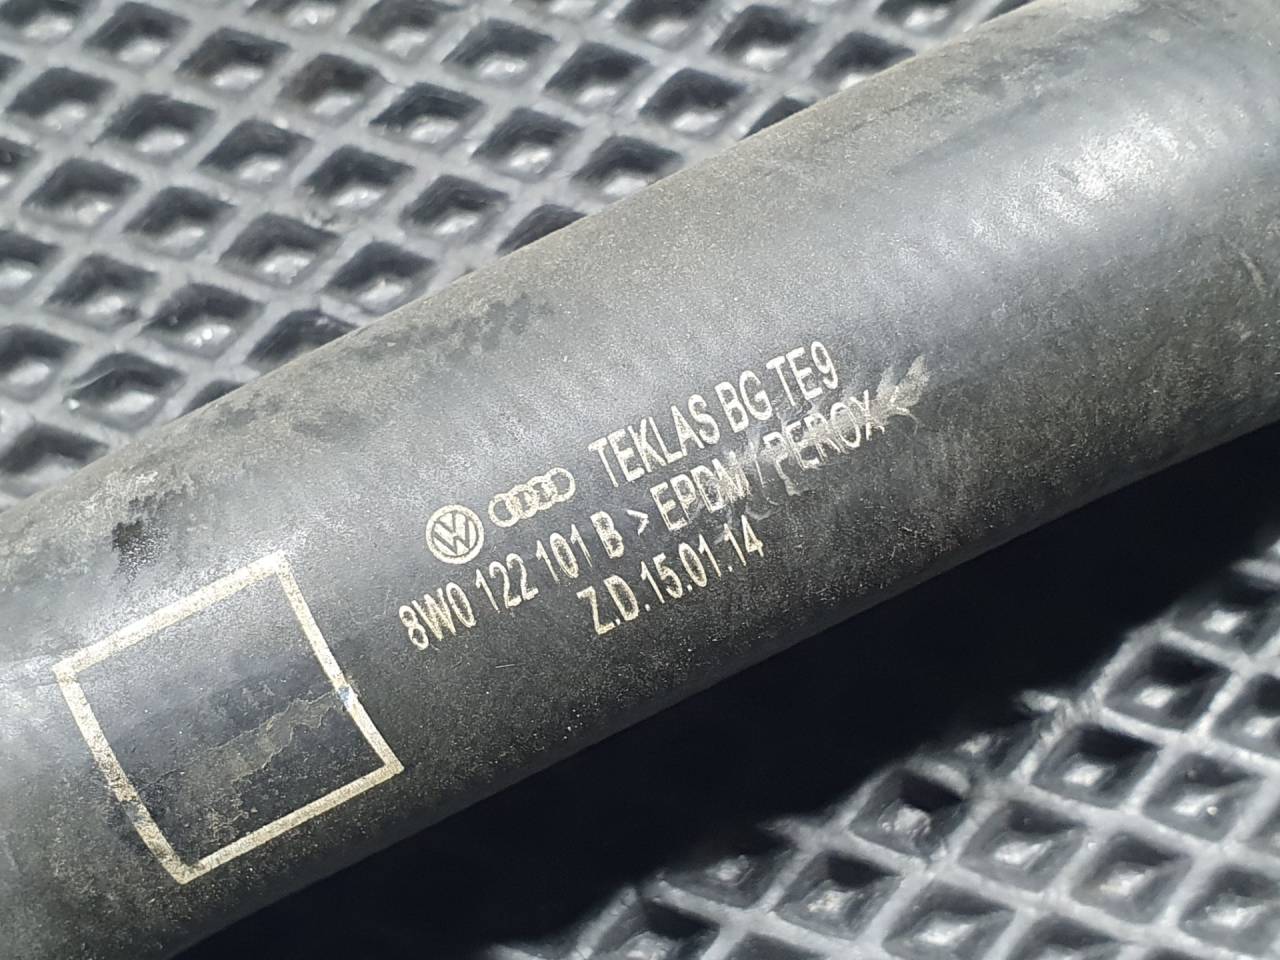 TEKLAS BG TE9
8W0 122 101 B > EPDM / PEROX <
Z.D.15.01.14